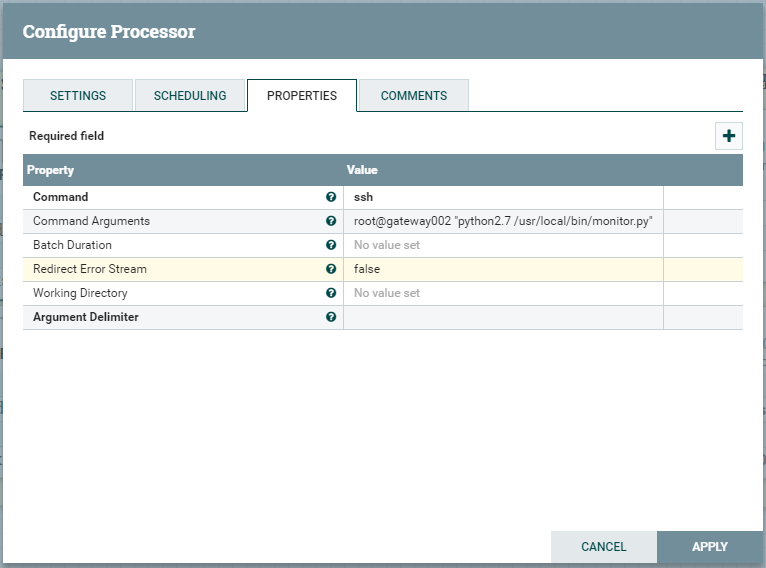 Configure Processor
SETTINGS SCHEDULING PROPERTIES COMMENTS
Required field
Property Value
Command ssh
Command Arguments root@gateway002 "python2.7 /usr/local/bin/monitor.py"
Batch Duration No value set
Redirect Error Stream false
Working Directory No value set
Argument Delimiter
CANCEL APPLY